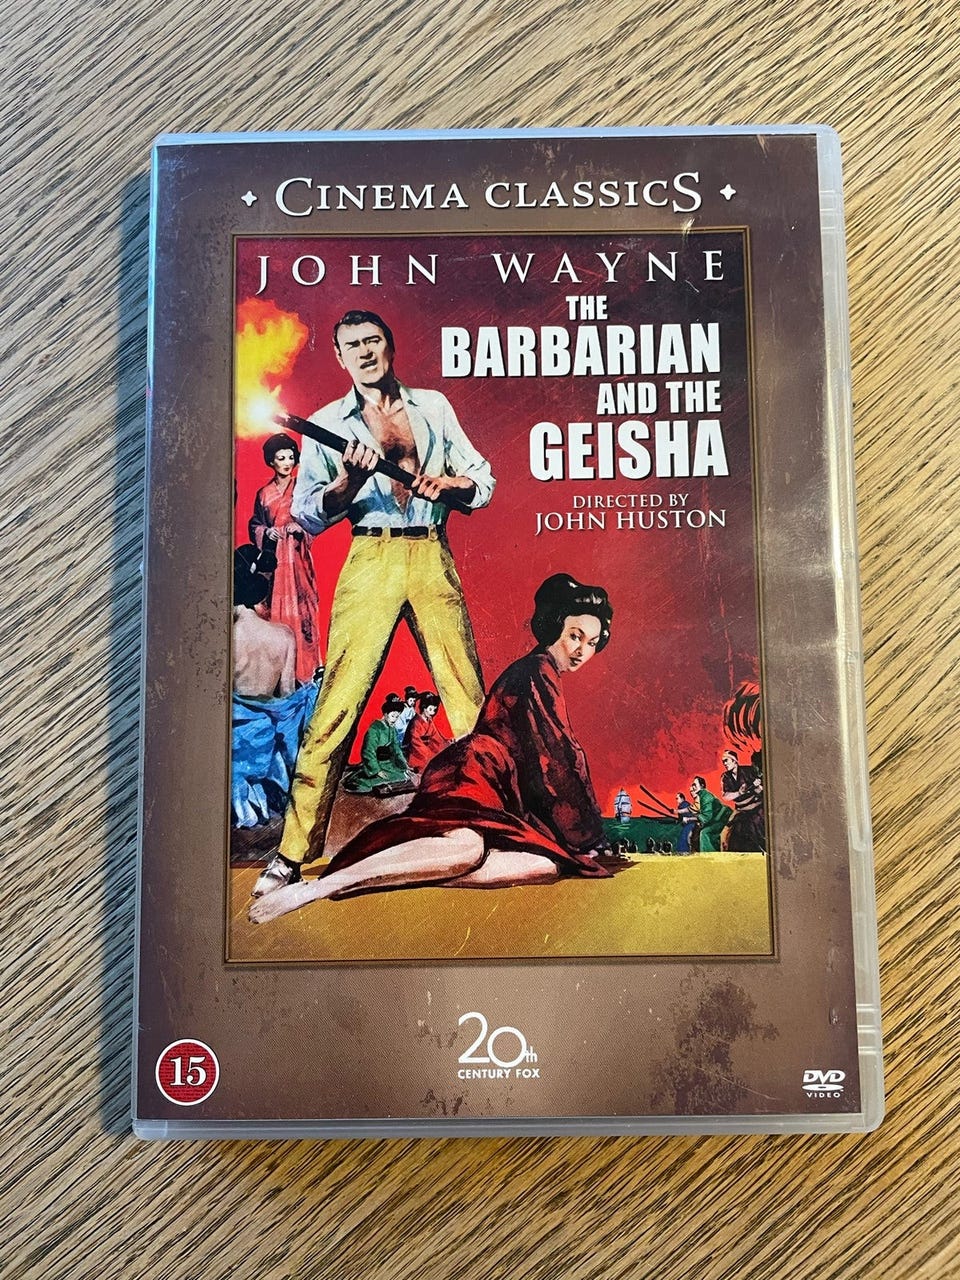 CINEMA CLASSICS
JOHN WAYNE
THE
BARBARIAN
AND THE
GEISHA
DIRECTED BY
JOHN HUSTON
20th
CENTURY FOX
15
DVD
VIDEO